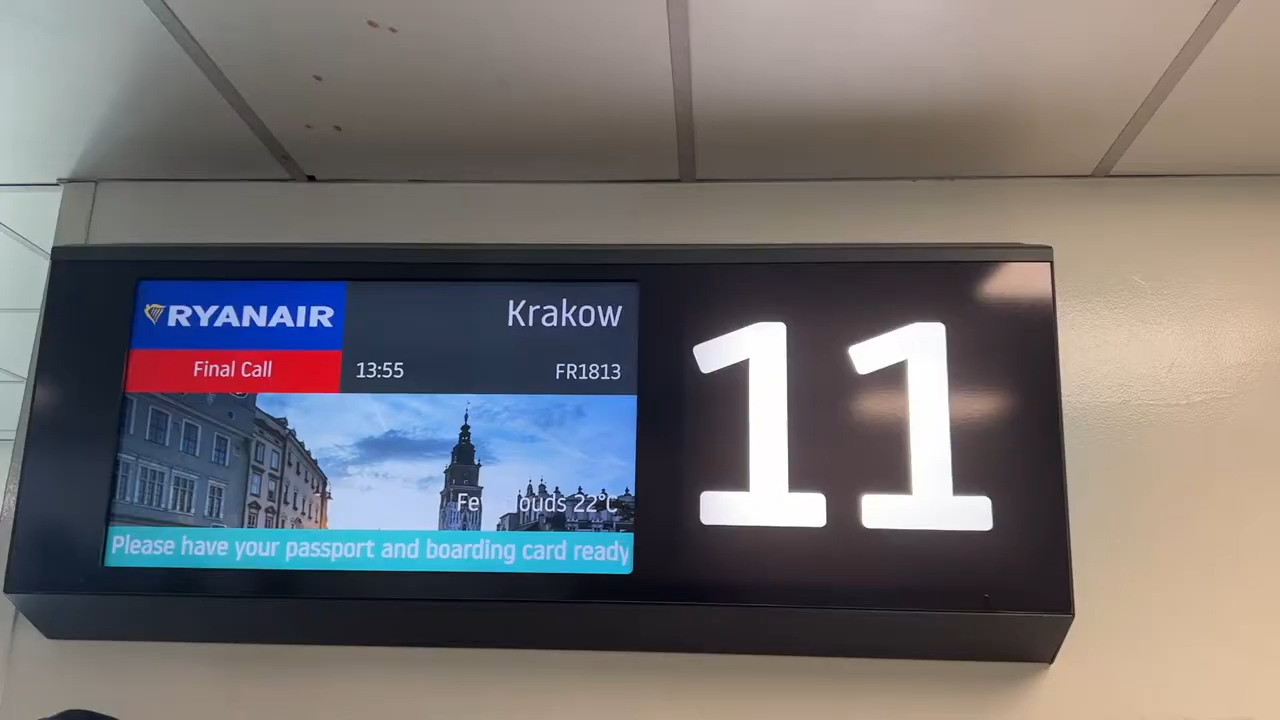 RYANAIR
Krakow
Final Call
13:55
FR1813
22°C
Please have your passport and boarding card ready
11